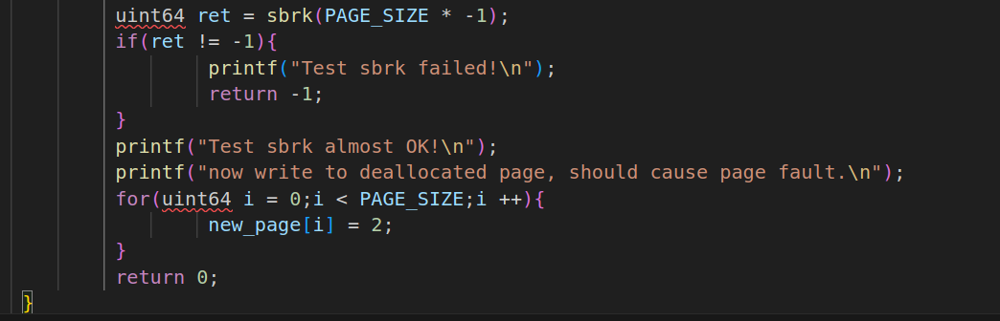 uint64 ret = sbrk(PAGE_SIZE * -1);
if(ret != -1){
printf("Test sbrk failed!\n");
return -1;
}
printf("Test sbrk almost OK!\n");
printf("now write to deallocated page, should cause page fault.\n");
for(uint64 i = 0;i < PAGE_SIZE;i ++){
new_page[i] = 2;
}
return 0;
}